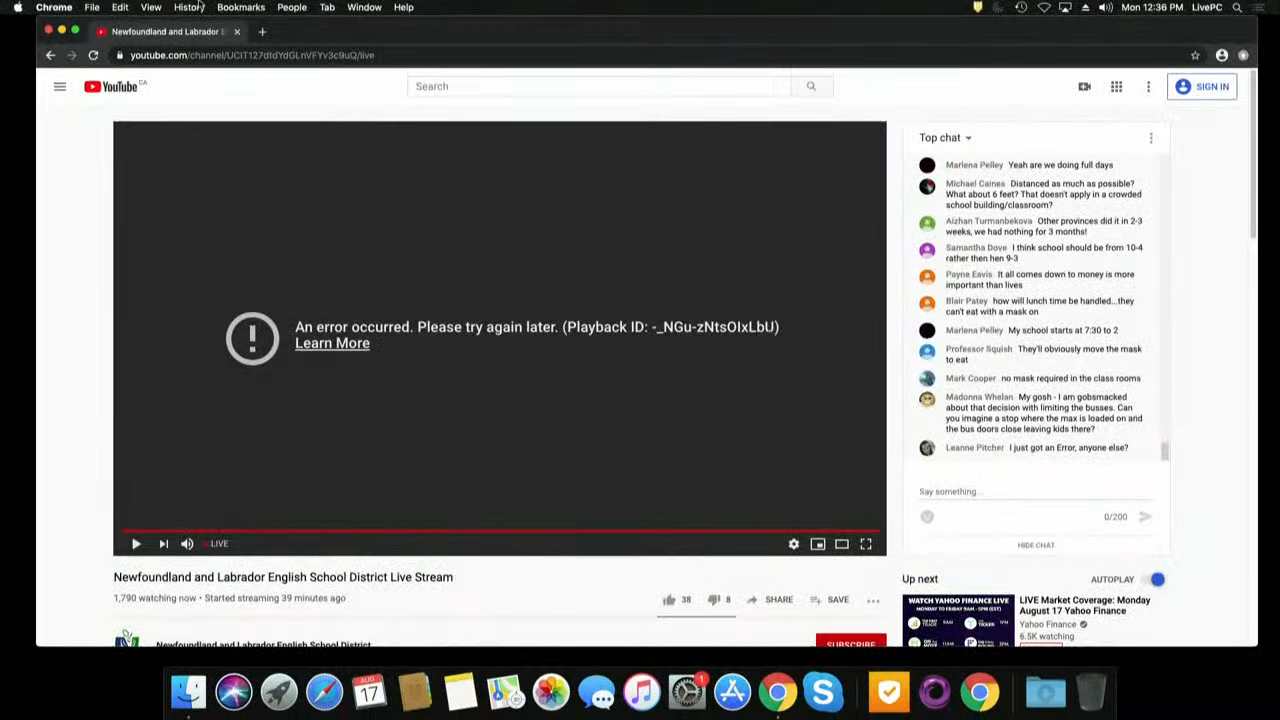 Chrome File Edit View History Bookmarks People Tab Window Help
Mon 12:36 PM LivePC
Newfoundland and Labrador
youtube.com/channel/UCIT127dtdYdGLnVFYv3c9uQ/live
YouTube CA
Search
SIGN IN
An error occurred. Please try again later. (Playback ID: -_NGu-zNtsOIxLbU)
Learn More
LIVE
Newfoundland and Labrador English School District Live Stream
1,790 watching now • Started streaming 39 minutes ago
38 8 SHARE SAVE
Newfoundland and Labrador English School District
SUBSCRIBE
Top chat
Marlena Pelley Yeah are we doing full days
Michael Caines Distanced as much as possible?
What about 6 feet? That doesn't apply in a crowded
school building/classroom?
Aizhan Turmanbekova Other provinces did it in 2-3
weeks, we had nothing for 3 months!
Samantha Dove I think school should be from 10-4
rather then hen 9-3
Payne Eavis It all comes down to money is more
important than lives
Blair Patey how will lunch time be handled...they
can't eat with a mask on
Marlena Pelley My school starts at 7:30 to 2
Professor Squish They'll obviously move the mask
to eat
Mark Cooper no mask required in the class rooms
Madonna Whelan My gosh - I am gobsmacked
about that decision with limiting the busses. Can
you imagine a stop where the max is loaded on and
the bus doors close leaving kids there?
Leanne Pitcher I just got an Error, anyone else?
Say something...
0/200
HIDE CHAT
Up next
AUTOPLAY
WATCH YAHOO FINANCE LIVE
LIVE Market Coverage: Monday
August 17 Yahoo Finance
Yahoo Finance
6.5K watching
AUG
17
1